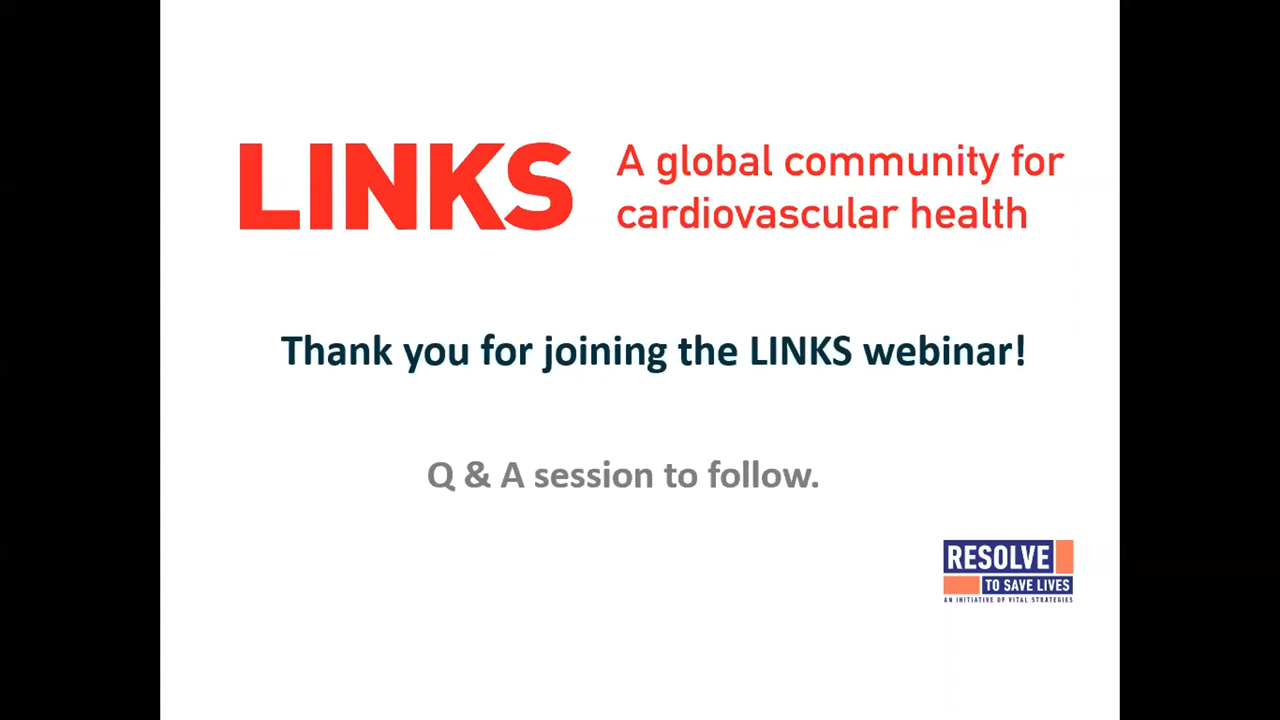 LINKS
A global community for
cardiovascular health
Thank you for joining the LINKS webinar!
Q & A session to follow.
RESOLVE
TO SAVE LIVES
AN INITIATIVE OF VITAL STRATEGIES